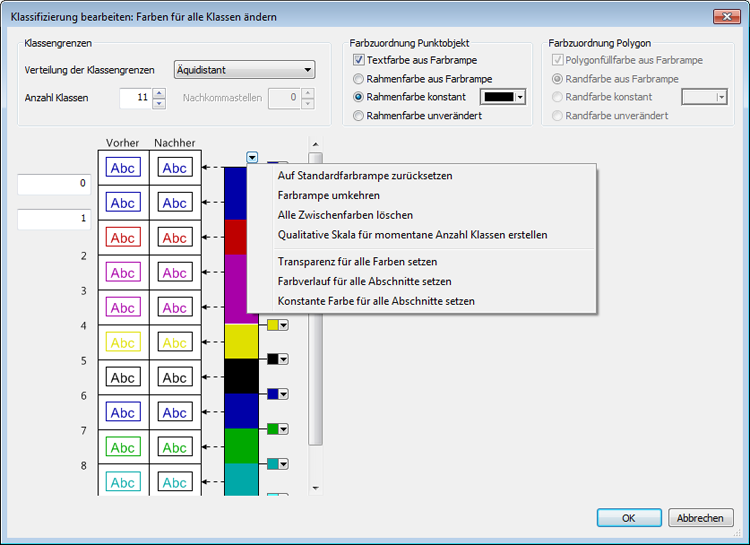 Klassifizierung bearbeiten: Farben für alle Klassen ändern
Klassengrenzen
Verteilung der Klassengrenzen Äquidistant
Anzahl Klassen 11 Nachkommastellen 0
Farbzuordnung Punktobjekt
Textfarbe aus Farbrampe
Rahmenfarbe aus Farbrampe
Rahmenfarbe konstant
Rahmenfarbe unverändert
Farbzuordnung Polygon
Polygonfüllfarbe aus Farbrampe
Randfarbe aus Farbrampe
Randfarbe konstant
Randfarbe unverändert
Vorher Nachher
Abc Abc
0
Abc Abc
1
Abc Abc
2
Abc Abc
3
Abc Abc
4
Abc Abc
5
Abc Abc
6
Abc Abc
7
Abc Abc
8
Abc Abc
Auf Standardfarbrampe zurücksetzen
Farbrampe umkehren
Alle Zwischenfarben löschen
Qualitative Skala für momentane Anzahl Klassen erstellen
Transparenz für alle Farben setzen
Farbverlauf für alle Abschnitte setzen
Konstante Farbe für alle Abschnitte setzen
OK Abbrechen